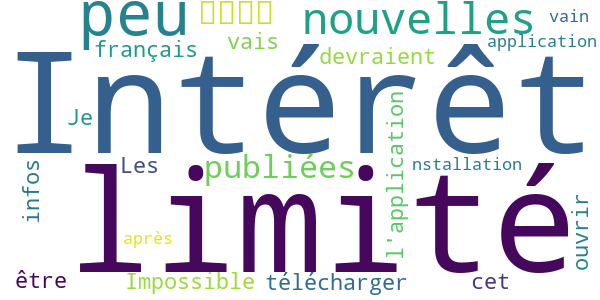 peu
nouvelles
vain
français
vais
devraient
application
Intérêt
Je
l'application
infos
Les
publiées
nstallation
limité
ouvrir
après
être
Impossible
télécharger
cet